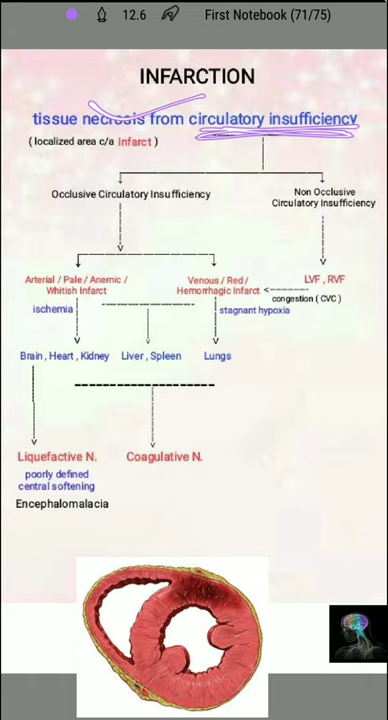 12.6 First Notebook (71/75)
INFARCTION
tissue necrosis from circulatory insufficiency
( localized area c/a Infarct )
Occlusive Circulatory Insufficiency
Non Occlusive
Circulatory Insufficiency
Arterial / Pale / Anemic /
Whitish Infarct
Venous / Red /
Hemorrhagic Infarct
LVF , RVF
congestion ( CVC )
ischemia
stagnant hypoxia
Brain , Heart , Kidney
Liver , Spleen
Lungs
Liquefactive N.
Coagulative N.
poorly defined
central softening
Encephalomalacia